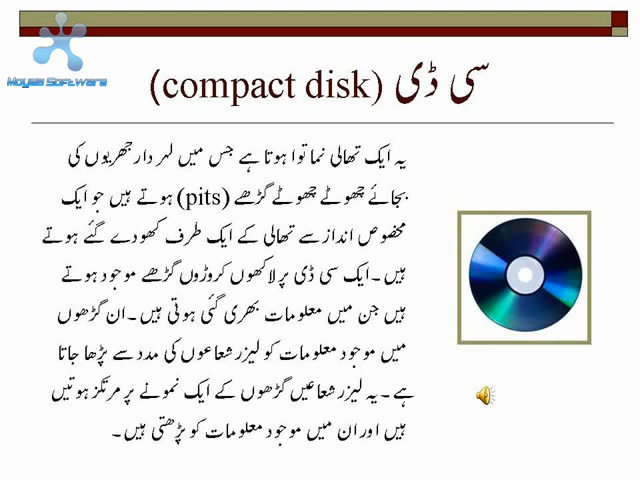 Moyea Software
سی ڈی (compact disk)
یہ ایک تھالی نما توا ہوتا ہے جس میں لہر دار جھریوں کی
بجائے چھوٹے چھوٹے گڑھے (pits) ہوتے ہیں جو ایک
مخصوص انداز سے تھالی کے ایک طرف کھودے گئے ہوتے
ہیں۔ایک سی ڈی پر لاکھوں کروڑوں گڑھے موجود ہوتے
ہیں جن میں معلومات بھری گئی ہوتی ہیں۔ان گڑھوں
میں موجود معلومات کو لیزر شعاعوں کی مدد سے پڑھا جاتا
ہے۔یہ لیزر شعاعیں گڑھوں کے ایک نمونے پر مرتکز ہوتیں
ہیں اور ان میں موجود معلومات کو پڑھتی ہیں۔